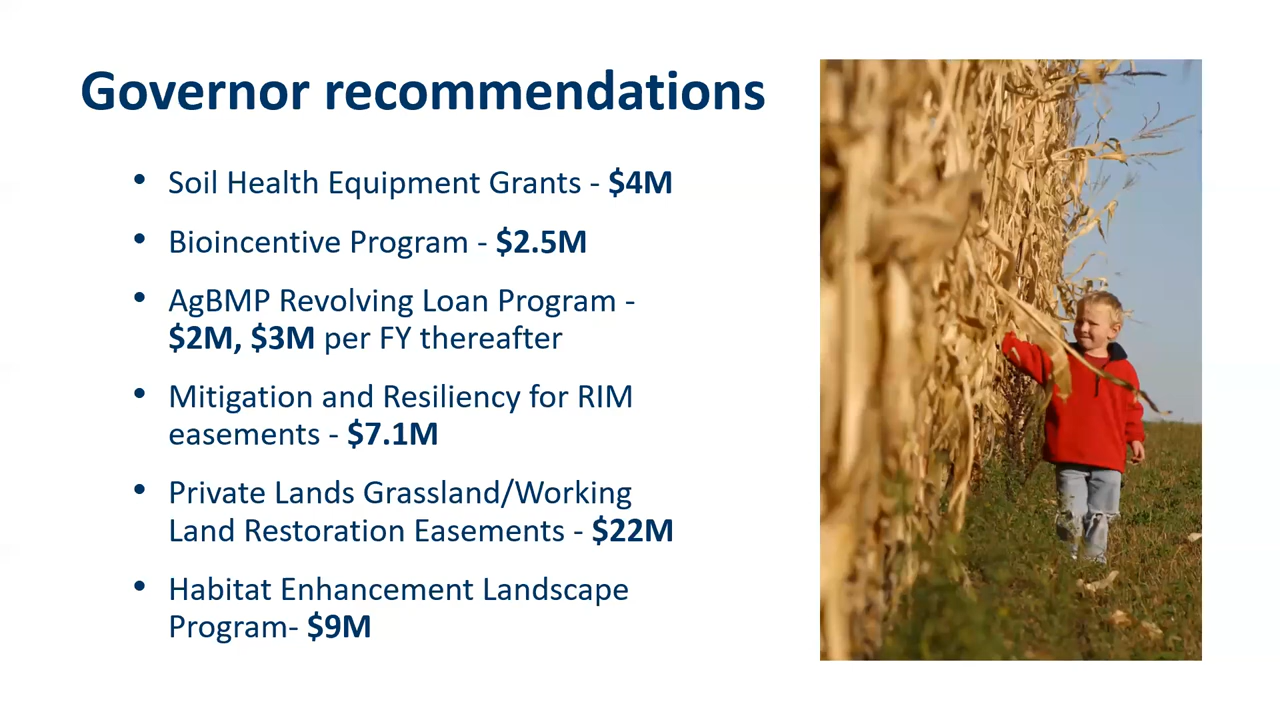 Governor recommendations
• Soil Health Equipment Grants - $4M
• Bioincentive Program - $2.5M
• AgBMP Revolving Loan Program -
$2M, $3M per FY thereafter
• Mitigation and Resiliency for RIM
easements - $7.1M
• Private Lands Grassland/Working
Land Restoration Easements - $22M
• Habitat Enhancement Landscape
Program- $9M